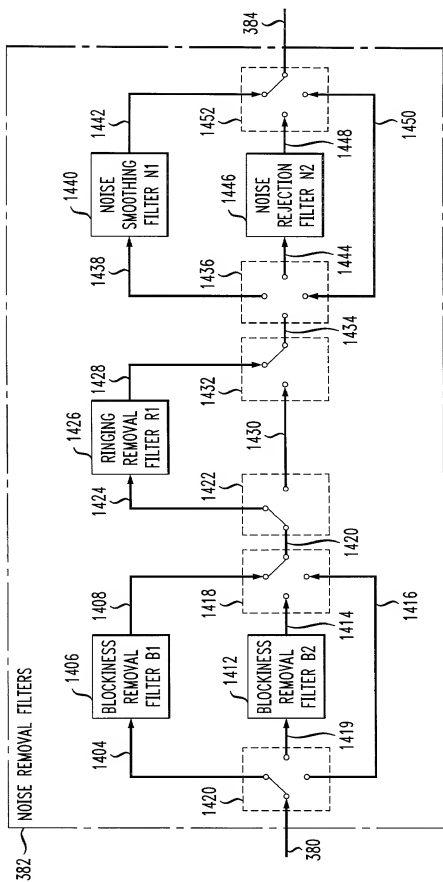 382
NOISE REMOVAL FILTERS
380
1420
1404
1406
BLOCKINESS
REMOVAL
FILTER B1
1408
1419
1412
BLOCKINESS
REMOVAL
FILTER B2
1414
1416
1418
1420
1422
1424
1426
RINGING
REMOVAL
FILTER R1
1428
1430
1432
1434
1436
1438
1440
NOISE
SMOOTHING
FILTER N1
1442
1444
1446
NOISE
REJECTION
FILTER N2
1448
1450
1452
384